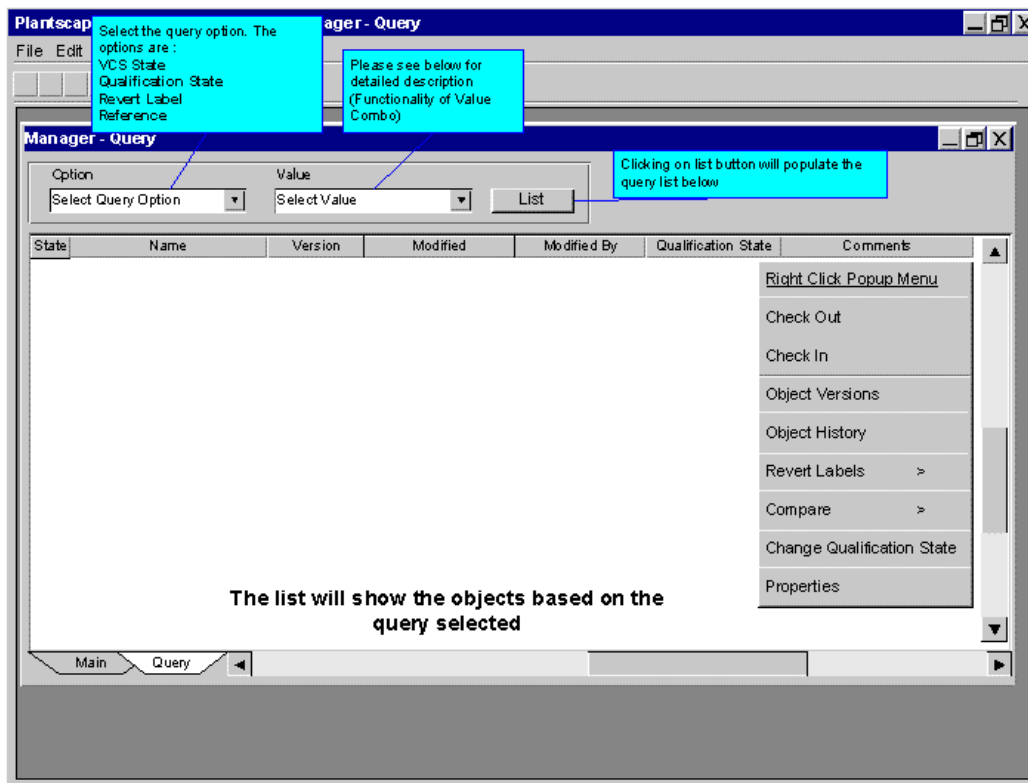 Plantscap ager - Query
File Edit
Select the query option. The
options are :
VCS State
Qualification State
Revert Label
Reference
Please see below for
detailed description
(Functionality of Value
Combo)
Manager - Query
Clicking on list button will populate the
query list below
Option Value
Select Query Option Select Value List
State Name Version Modified Modified By Qualification State Comments
Right Click Popup Menu
Check Out
Check In
Object Versions
Object History
Revert Labels >
Compare >
Change Qualification State
Properties
The list will show the objects based on the
query selected
Main Query